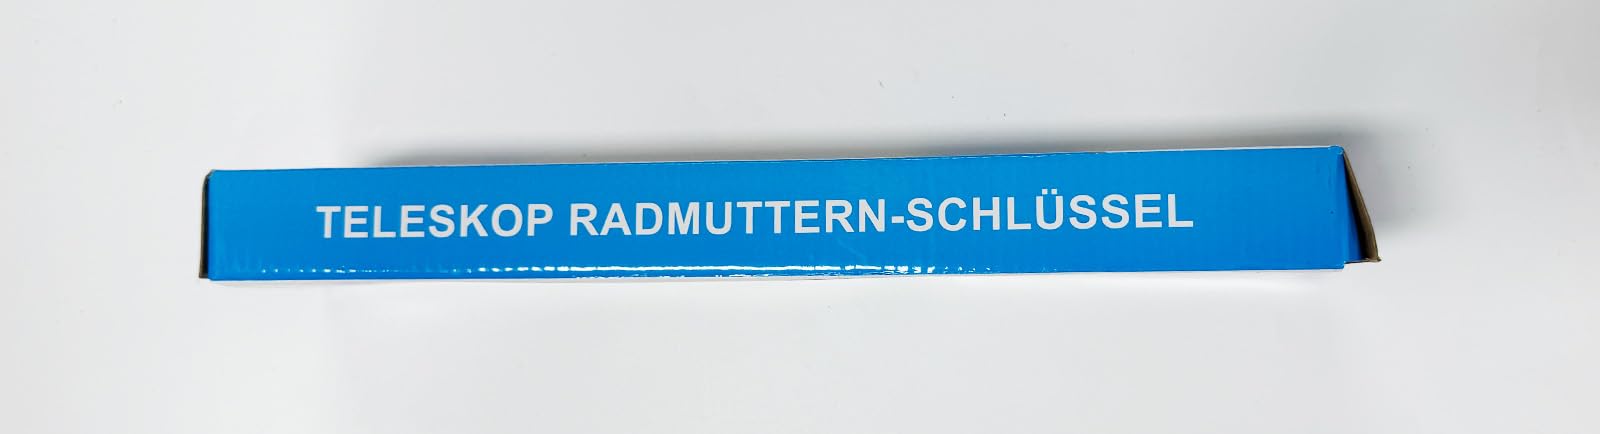 TELESKOP RADMUTTERN-SCHLÜSSEL